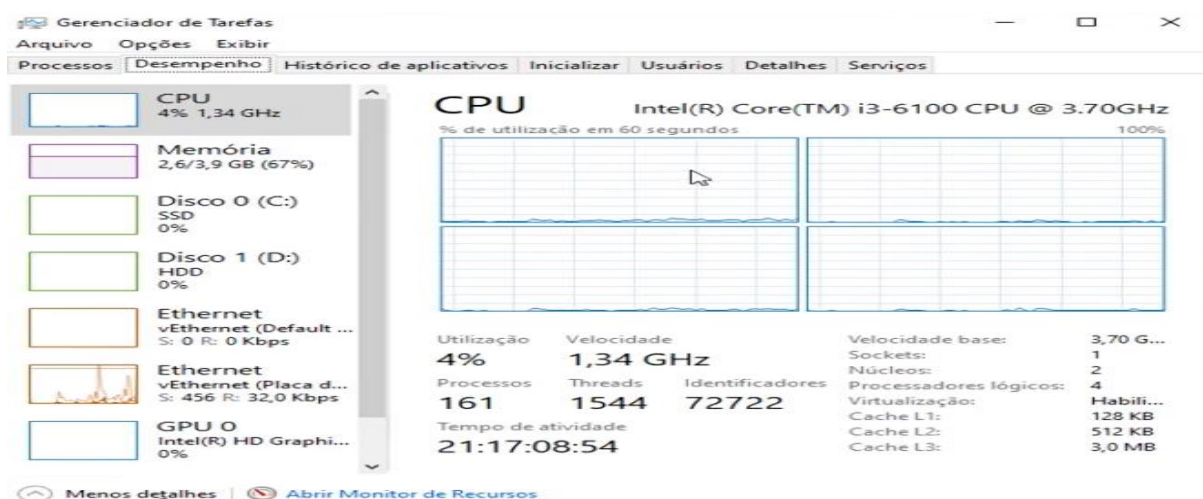 Gerenciador de Tarefas
Arquivo Opções Exibir
Processos Desempenho Histórico de aplicativos Inicializar Usuários Detalhes Serviços
CPU
4% 1,34 GHz
Memória
2,6/3,9 GB (67%)
Disco 0 (C:)
SSD
0%
Disco 1 (D:)
HDD
0%
Ethernet
vEthernet (Default ...
S: 0 R: 0 Kbps
Ethernet
vEthernet (Placa d...
S: 456 R: 32,0 Kbps
GPU 0
Intel(R) HD Graphi...
0%
CPU Intel(R) Core(TM) i3-6100 CPU @ 3.70GHz
% de utilização em 60 segundos 100%
Utilização Velocidade
4% 1,34 GHz
Processos Threads Identificadores
161 1544 72722
Tempo de atividade
21:17:08:54
Velocidade base: 3,70 G...
Sockets: 1
Núcleos: 2
Processadores lógicos: 4
Virtualização: Habili...
Cache L1: 128 KB
Cache L2: 512 KB
Cache L3: 3,0 MB
Menos detalhes Abrir Monitor de Recursos